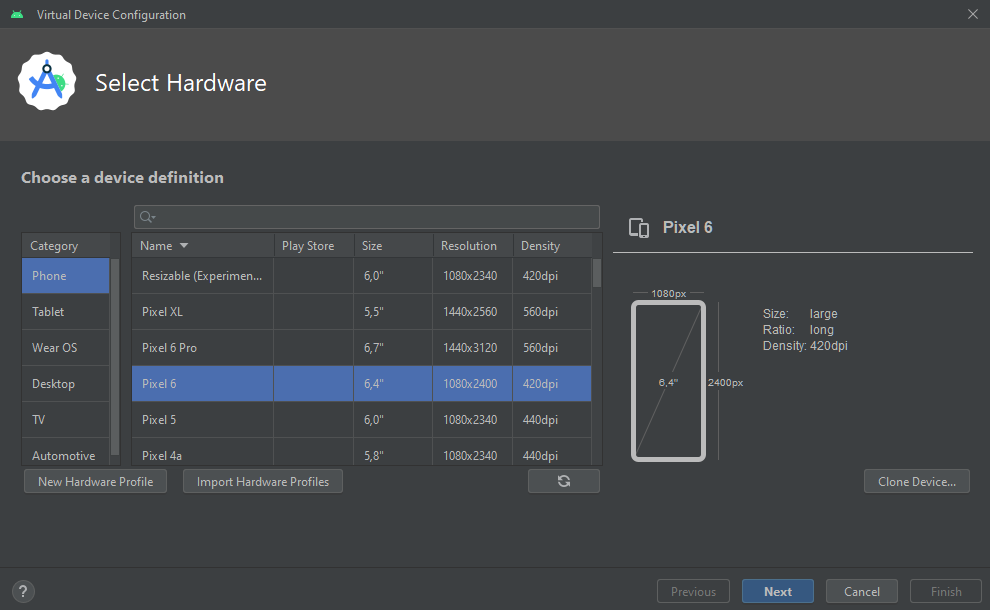 Virtual Device Configuration
Select Hardware
Choose a device definition
Category
Phone
Tablet
Wear OS
Desktop
TV
Automotive
Name Play Store Size Resolution Density
Resizable (Experimen... 6,0" 1080x2340 420dpi
Pixel XL 5,5" 1440x2560 560dpi
Pixel 6 Pro 6,7" 1440x3120 560dpi
Pixel 6 6,4" 1080x2400 420dpi
Pixel 5 6,0" 1080x2340 440dpi
Pixel 4a 5,8" 1080x2340 440dpi
New Hardware Profile
Import Hardware Profiles
Pixel 6
1080px
6,4"
2400px
Size: large
Ratio: long
Density: 420dpi
Clone Device...
?
Previous
Next
Cancel
Finish